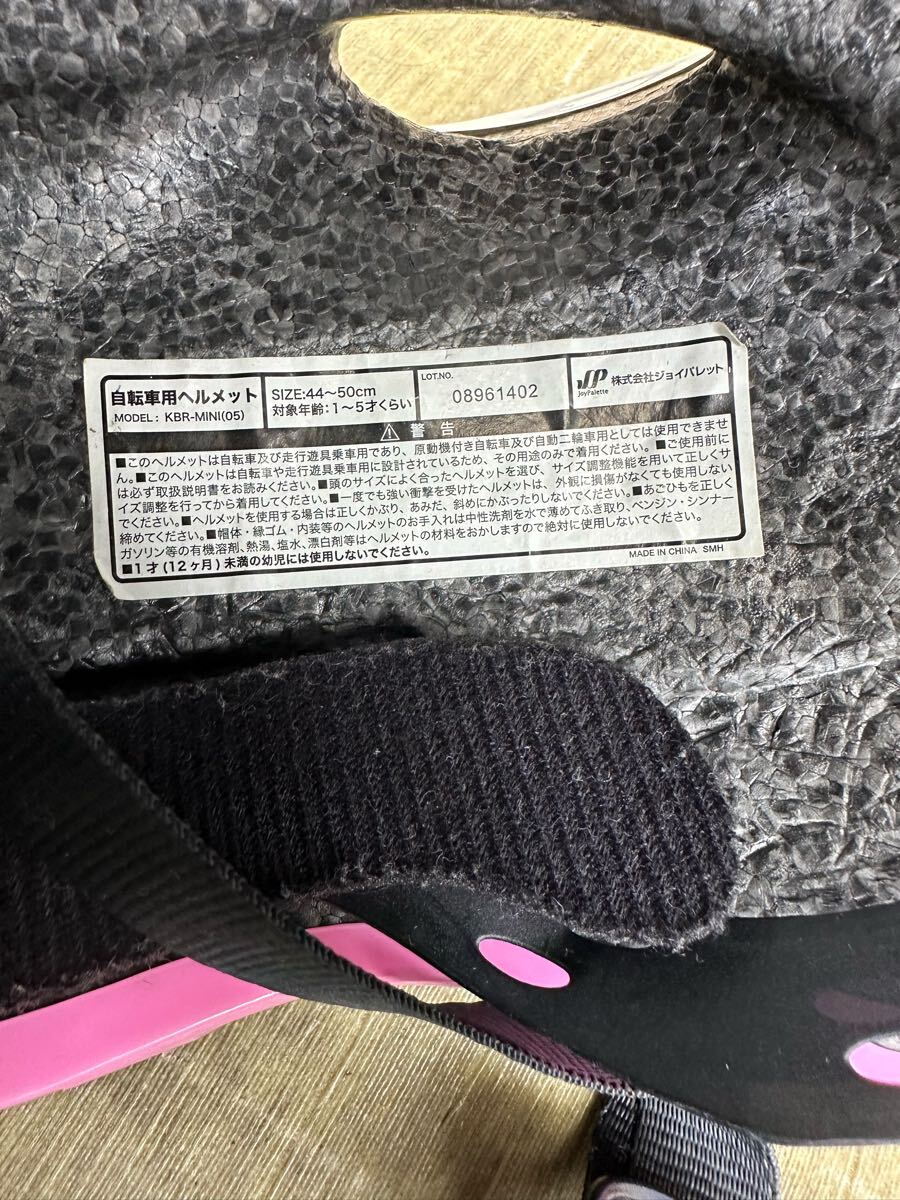 自転車用ヘルメット
MODEL: KBR-MINI(05)
SIZE:44〜50cm
対象年齢:1〜5才くらい
LOT.NO.
08961402
JP
JoyPalette
株式会社ジョイパレット
⚠ 警告
■このヘルメットは自転車及び走行遊具乗車用であり、原動機付き自転車及び自動二輪車用としては使用できませ
ん。■このヘルメットは自転車や走行遊具乗車用に設計されているため、その用途のみで着用ください。■ご使用前に
は必ず取扱説明書をお読みください。■頭のサイズによく合ったヘルメットを選び、サイズ調整機能を用いて正しくサ
イズ調整を行ってから着用してください。■一度でも強い衝撃を受けたヘルメットは、外観に損傷がなくても使用しない
でください。■ヘルメットを使用する場合は正しくかぶり、あみだ、斜めにかぶったりしないでください。■あごひもを正しく
締めてください。■帽体・縁ゴム・内装等のヘルメットのお手入れは中性洗剤を水で薄めてふき取り、ベンジン・シンナー
ガソリン等の有機溶剤、熱湯、塩水、漂白剤等はヘルメットの材料をおかしますので絶対に使用しないでください。
■1才(12ヶ月)未満の幼児には使用しないでください。
MADE IN CHINA SMH